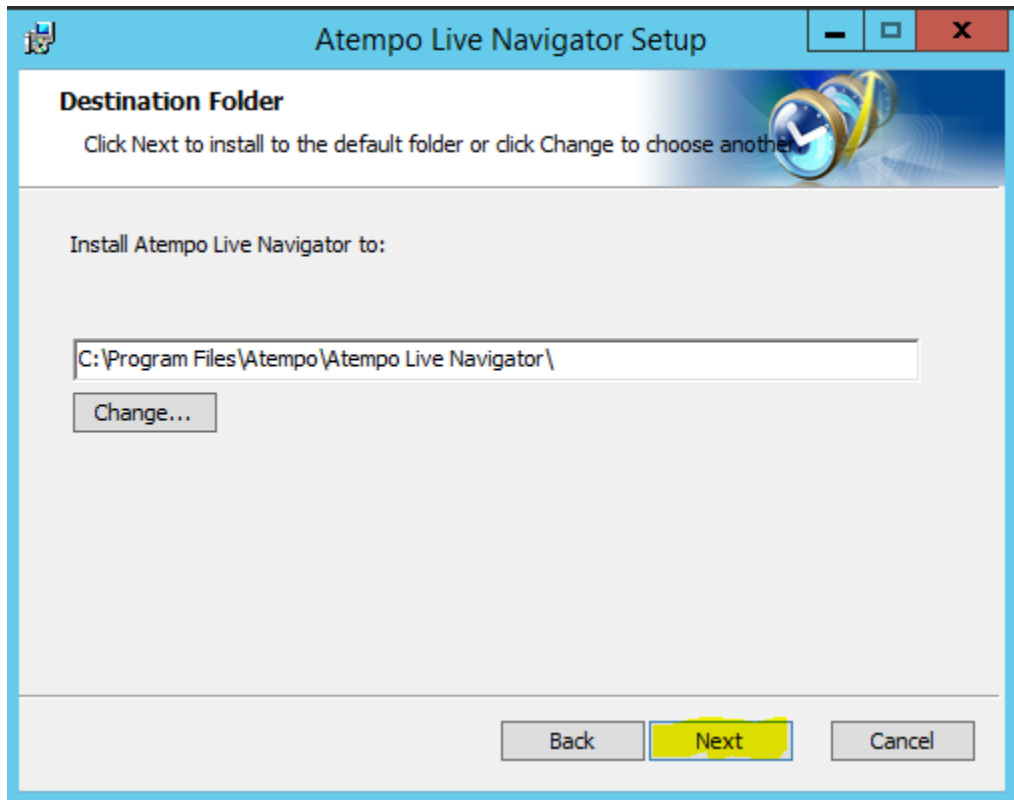 Atempo Live Navigator Setup
Destination Folder
Click Next to install to the default folder or click Change to choose another.
Install Atempo Live Navigator to:
C:\Program Files\Atempo\Atempo Live Navigator\
Change...
Back Next Cancel